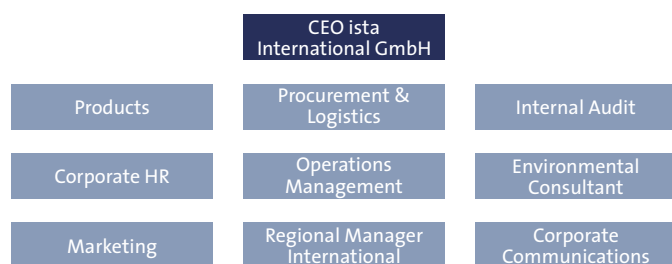 CEO ista
International GmbH
Products
Procurement &
Logistics
Internal Audit
Corporate HR
Operations
Management
Environmental
Consultant
Marketing
Regional Manager
International
Corporate
Communications